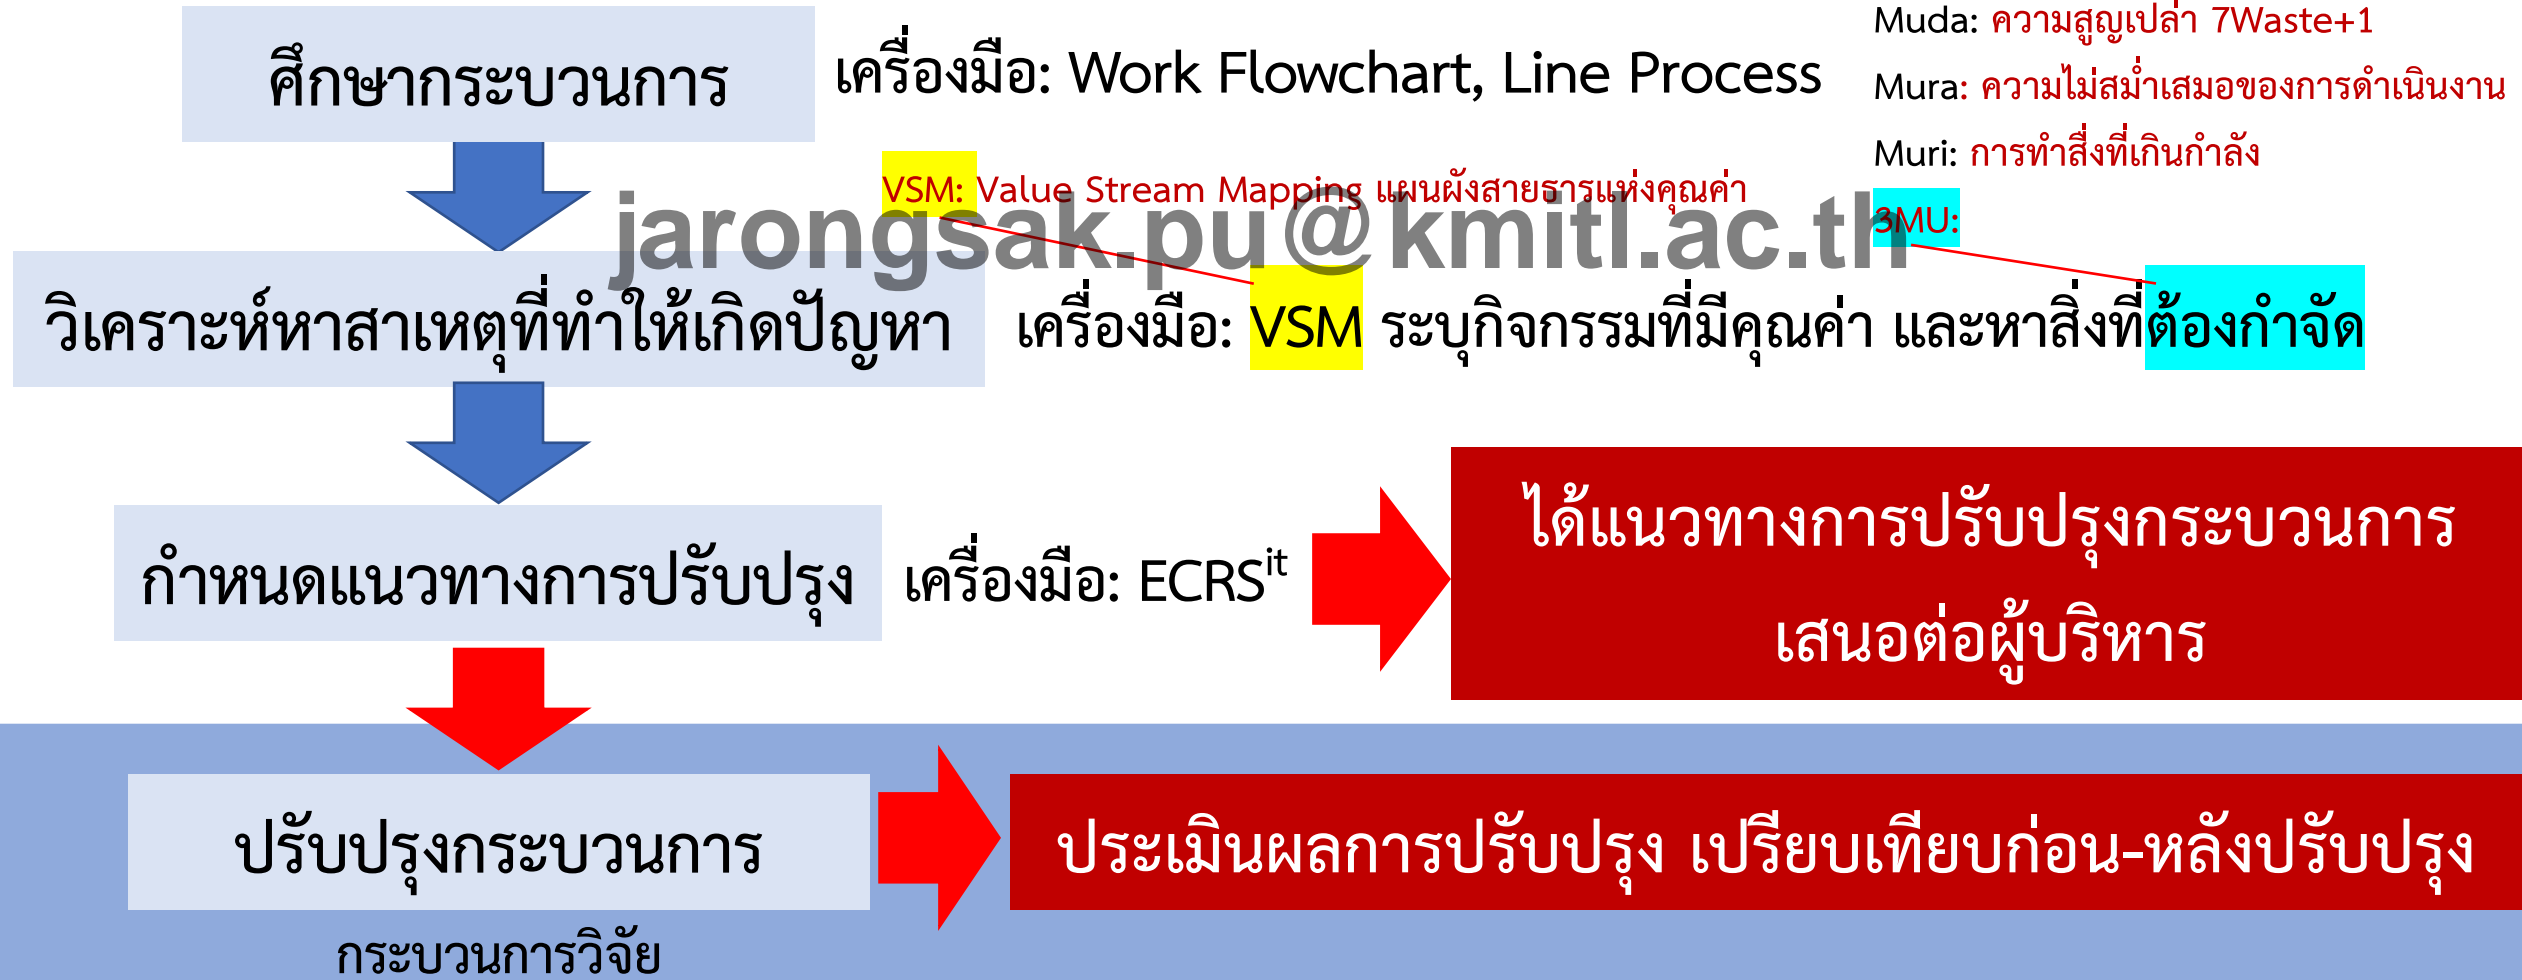 ศึกษากระบวนการ
เครื่องมือ: Work Flowchart, Line Process
Muda: ความสูญเปล่า 7Waste+1
Mura: ความไม่สม่ำเสมอของการดำเนินงาน
Muri: การทำสิ่งที่เกินกำลัง
3MU:
VSM: Value Stream Mapping แผนผังสายธารแห่งคุณค่า
jarongsak.pu@kmitl.ac.th
วิเคราะห์หาสาเหตุที่ทำให้เกิดปัญหา
เครื่องมือ: VSM ระบุกิจกรรมที่มีคุณค่า และหาสิ่งที่ต้องกำจัด
กำหนดแนวทางการปรับปรุง
เครื่องมือ: ECRSit
ได้แนวทางการปรับปรุงกระบวนการ
เสนอต่อผู้บริหาร
ปรับปรุงกระบวนการ
ประเมินผลการปรับปรุง เปรียบเทียบก่อน-หลังปรับปรุง
กระบวนการวิจัย